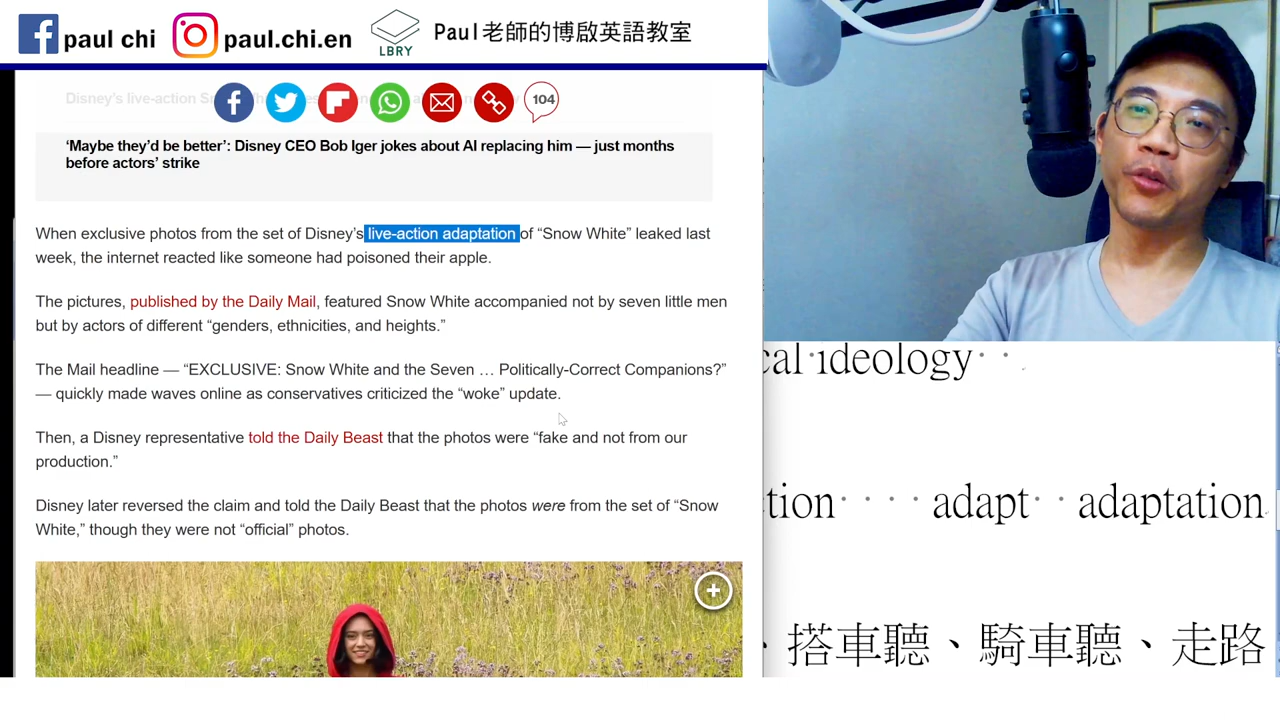 paul chi
paul.chi.en
LBRY
Paul老師的博啟英語教室
104
‘Maybe they’d be better’: Disney CEO Bob Iger jokes about AI replacing him — just months
before actors’ strike
When exclusive photos from the set of Disney’s live-action adaptation of “Snow White” leaked last
week, the internet reacted like someone had poisoned their apple.
The pictures, published by the Daily Mail, featured Snow White accompanied not by seven little men
but by actors of different “genders, ethnicities, and heights.”
The Mail headline — “EXCLUSIVE: Snow White and the Seven … Politically-Correct Companions?”
— quickly made waves online as conservatives criticized the “woke” update.
Then, a Disney representative told the Daily Beast that the photos were “fake and not from our
production.”
Disney later reversed the claim and told the Daily Beast that the photos were from the set of “Snow
White,” though they were not “official” photos.
cal ideology
tion adapt adaptation
、搭車聽、騎車聽、走路